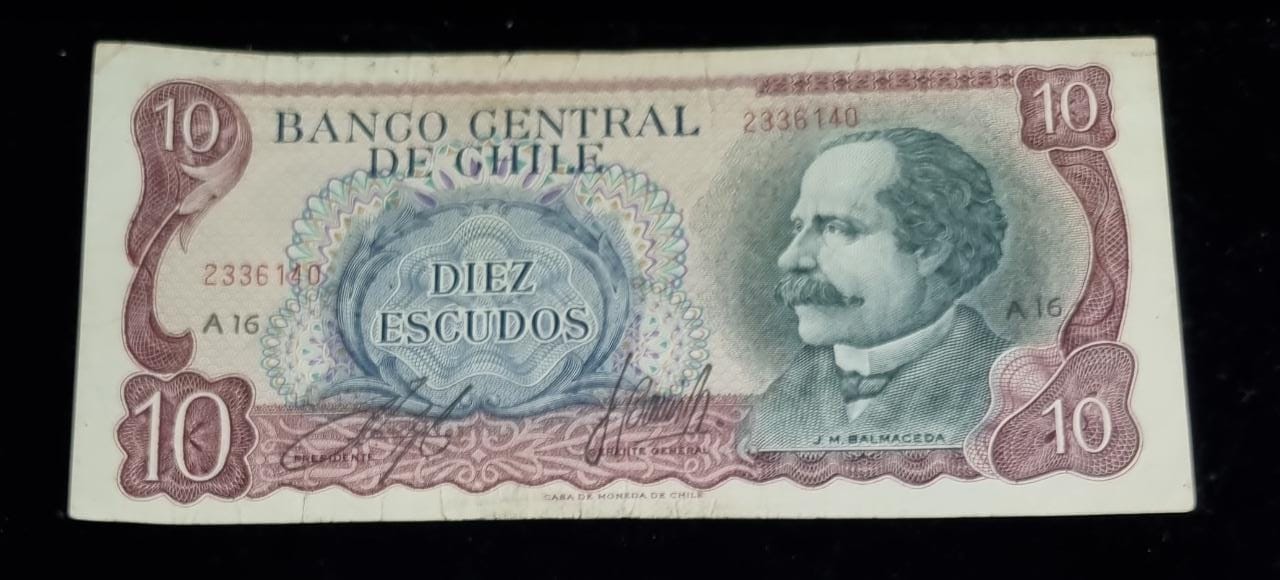 10
10
BANCO CENTRAL
DE CHILE
2336140
DIEZ
ESCUDOS
2336140
A 16
A 16
10
10
J. M. BALMACEDA
PRESIDENTE
GERENTE GENERAL
CASA DE MONEDA DE CHILE